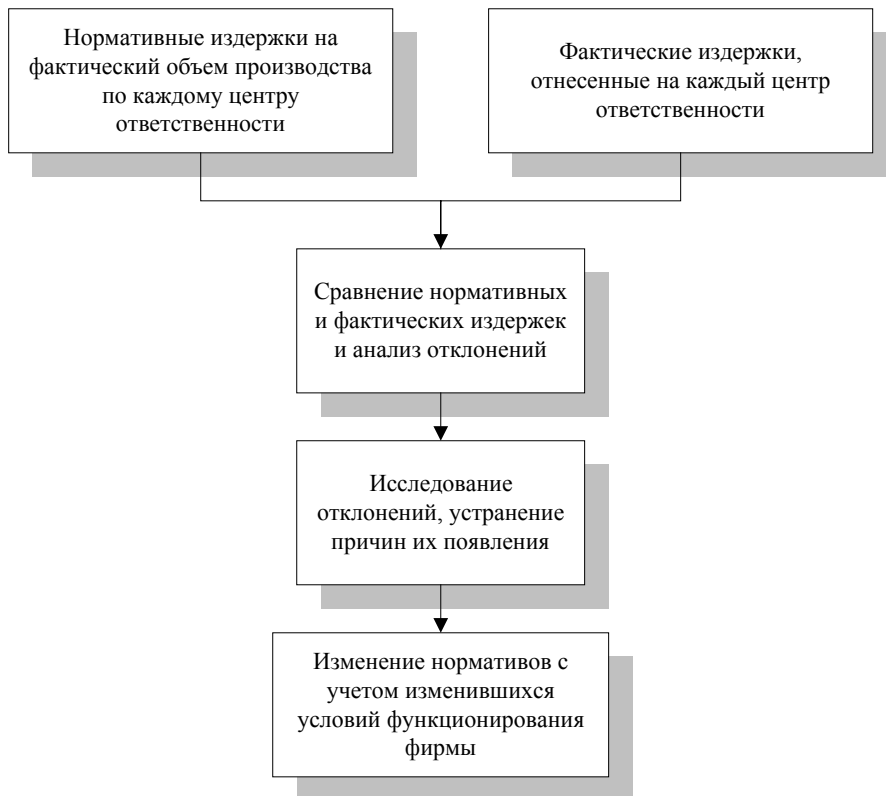 Нормативные издержки на
фактический объем производства
по каждому центру
ответственности
Фактические издержки,
отнесенные на каждый центр
ответственности
Сравнение нормативных
и фактических издержек
и анализ отклонений
Исследование
отклонений, устранение
причин их появления
Изменение нормативов с
учетом изменившихся
условий функционирования
фирмы